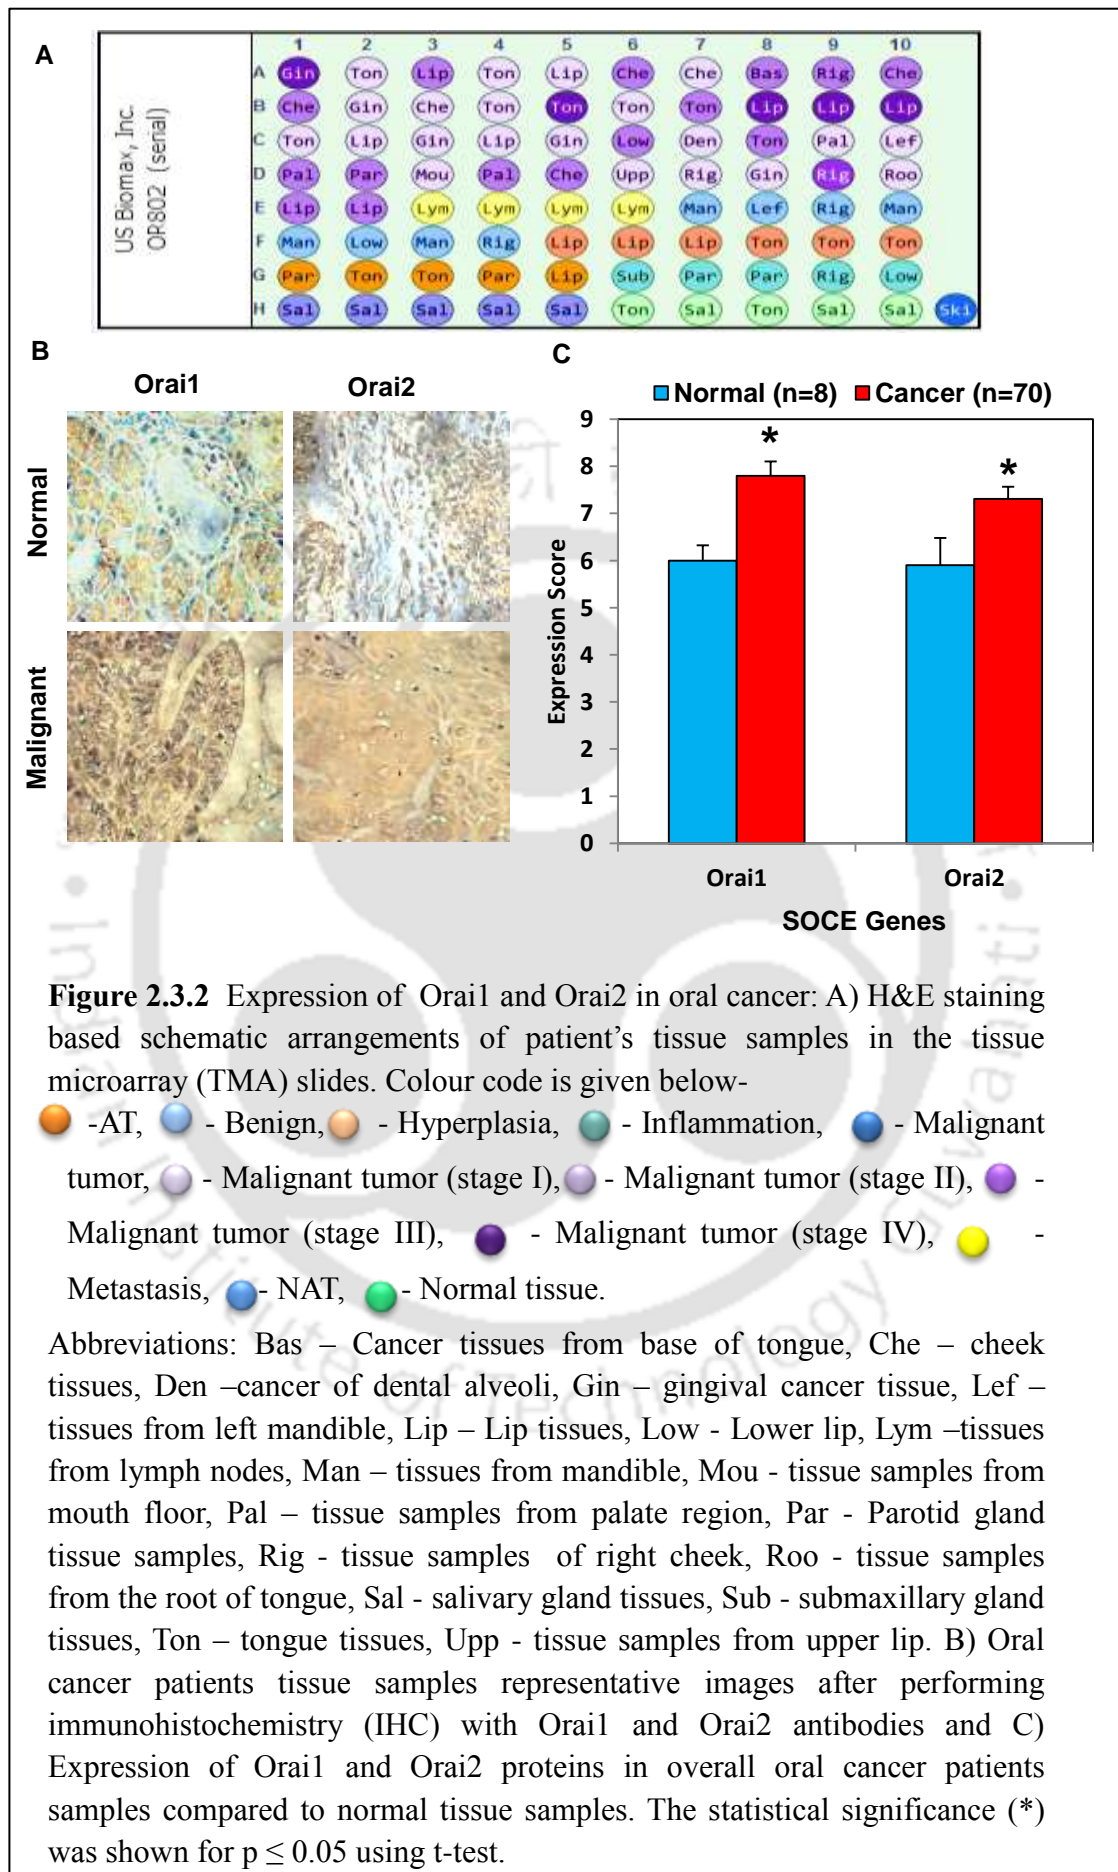 A
US Biomax, Inc.
OR802 (serial)
1 2 3 4 5 6 7 8 9 10
A Gin Ton Lip Ton Lip Che Che Bas Rig Che
B Che Gin Che Ton Ton Ton Ton Lip Lip Lip
C Ton Lip Gin Lip Gin Low Den Ton Pal Lef
D Pal Par Mou Pal Che Upp Rig Gin Rig Roo
E Lip Lip Lym Lym Lym Lym Man Lef Rig Man
F Man Low Man Rig Lip Lip Lip Ton Ton Ton
G Par Ton Ton Par Lip Sub Par Par Rig Low
H Sal Sal Sal Sal Sal Ton Sal Ton Sal Sal Ski
B
Orai1 Orai2
Normal
Malignant
C
Normal (n=8) Cancer (n=70)
9
8
7
6
5
4
3
2
1
0
Expression Score
* *
Orai1 Orai2
SOCE Genes
Figure 2.3.2 Expression of Orai1 and Orai2 in oral cancer: A) H&E staining
based schematic arrangements of patient's tissue samples in the tissue
microarray (TMA) slides. Colour code is given below-
-AT, - Benign, - Hyperplasia, - Inflammation, - Malignant
tumor, - Malignant tumor (stage I), - Malignant tumor (stage II), -
Malignant tumor (stage III), - Malignant tumor (stage IV), -
Metastasis, - NAT, - Normal tissue.
Abbreviations: Bas – Cancer tissues from base of tongue, Che – cheek
tissues, Den –cancer of dental alveoli, Gin – gingival cancer tissue, Lef –
tissues from left mandible, Lip – Lip tissues, Low - Lower lip, Lym –tissues
from lymph nodes, Man – tissues from mandible, Mou - tissue samples from
mouth floor, Pal – tissue samples from palate region, Par - Parotid gland
tissue samples, Rig - tissue samples of right cheek, Roo - tissue samples
from the root of tongue, Sal - salivary gland tissues, Sub - submaxillary gland
tissues, Ton – tongue tissues, Upp - tissue samples from upper lip. B) Oral
cancer patients tissue samples representative images after performing
immunohistochemistry (IHC) with Orai1 and Orai2 antibodies and C)
Expression of Orai1 and Orai2 proteins in overall oral cancer patients
samples compared to normal tissue samples. The statistical significance (*)
was shown for p ≤ 0.05 using t-test.
Indian Institute of Technology Guwahati